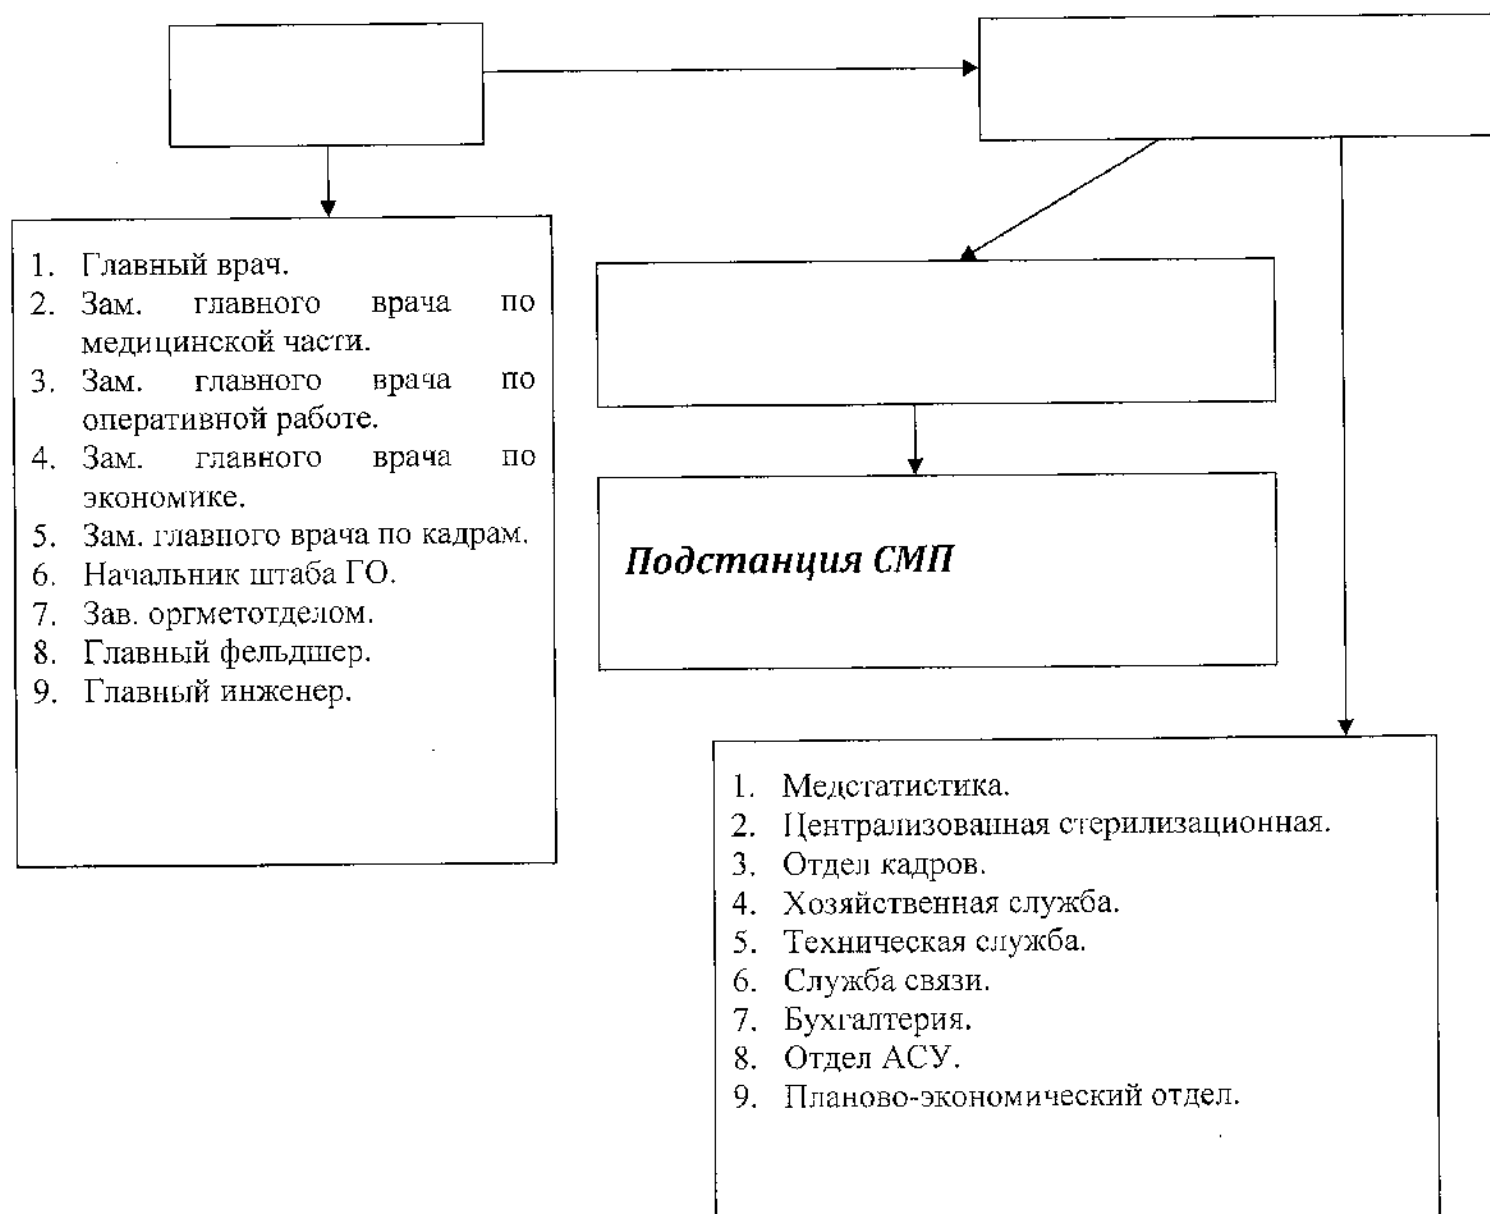 1. Главный врач.
2. Зам. главного врача по
медицинской части.
3. Зам. главного врача по
оперативной работе.
4. Зам. главного врача по
экономике.
5. Зам. главного врача по кадрам.
6. Начальник штаба ГО.
7. Зав. оргметотделом.
8. Главный фельдшер.
9. Главный инженер.
Подстанция СМП
1. Медстатистика.
2. Централизованная стерилизационная.
3. Отдел кадров.
4. Хозяйственная служба.
5. Техническая служба.
6. Служба связи.
7. Бухгалтерия.
8. Отдел АСУ.
9. Планово-экономический отдел.